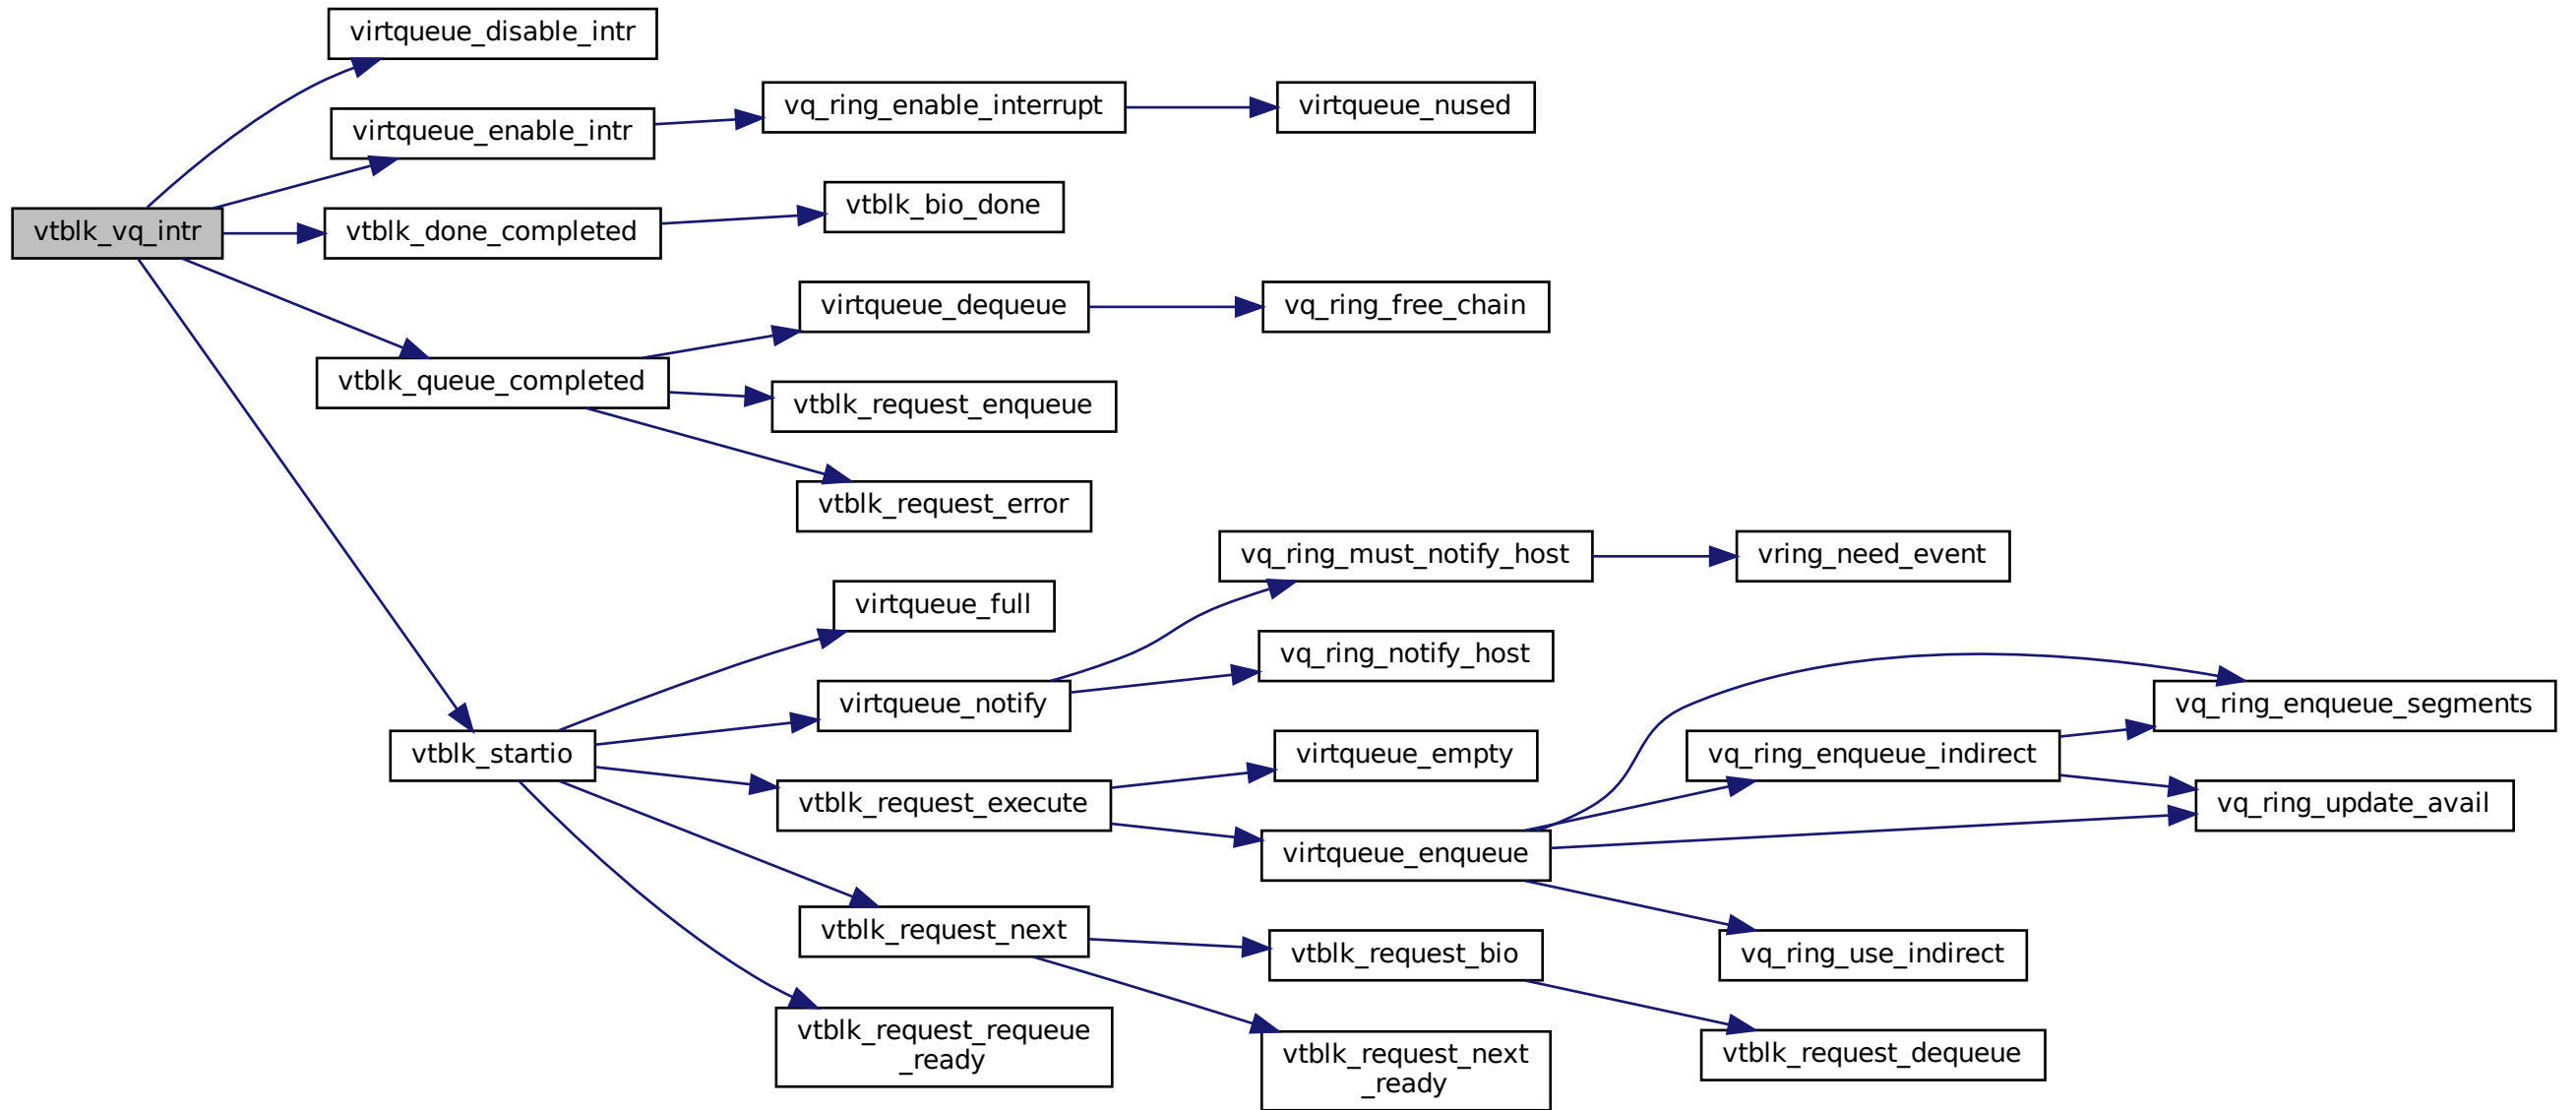 virtqueue_disable_intr
vq_ring_enable_interrupt
virtqueue_nused
virtqueue_enable_intr
vtblk_bio_done
vtblk_vq_intr
vtblk_done_completed
virtqueue_dequeue
vq_ring_free_chain
vtblk_queue_completed
vtblk_request_enqueue
vtblk_request_error
vq_ring_must_notify_host
vring_need_event
virtqueue_full
vq_ring_notify_host
virtqueue_notify
vq_ring_enqueue_segments
vtblk_startio
virtqueue_empty
vq_ring_enqueue_indirect
vtblk_request_execute
vq_ring_update_avail
virtqueue_enqueue
vtblk_request_next
vtblk_request_bio
vq_ring_use_indirect
vtblk_request_requeue
_ready
vtblk_request_next
_ready
vtblk_request_dequeue